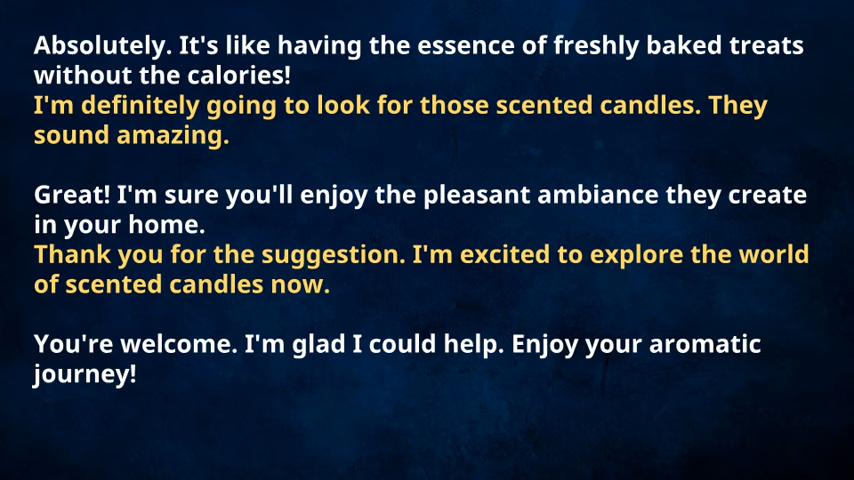 Absolutely. It's like having the essence of freshly baked treats
without the calories!
I'm definitely going to look for those scented candles. They
sound amazing.
Great! I'm sure you'll enjoy the pleasant ambiance they create
in your home.
Thank you for the suggestion. I'm excited to explore the world
of scented candles now.
You're welcome. I'm glad I could help. Enjoy your aromatic
journey!